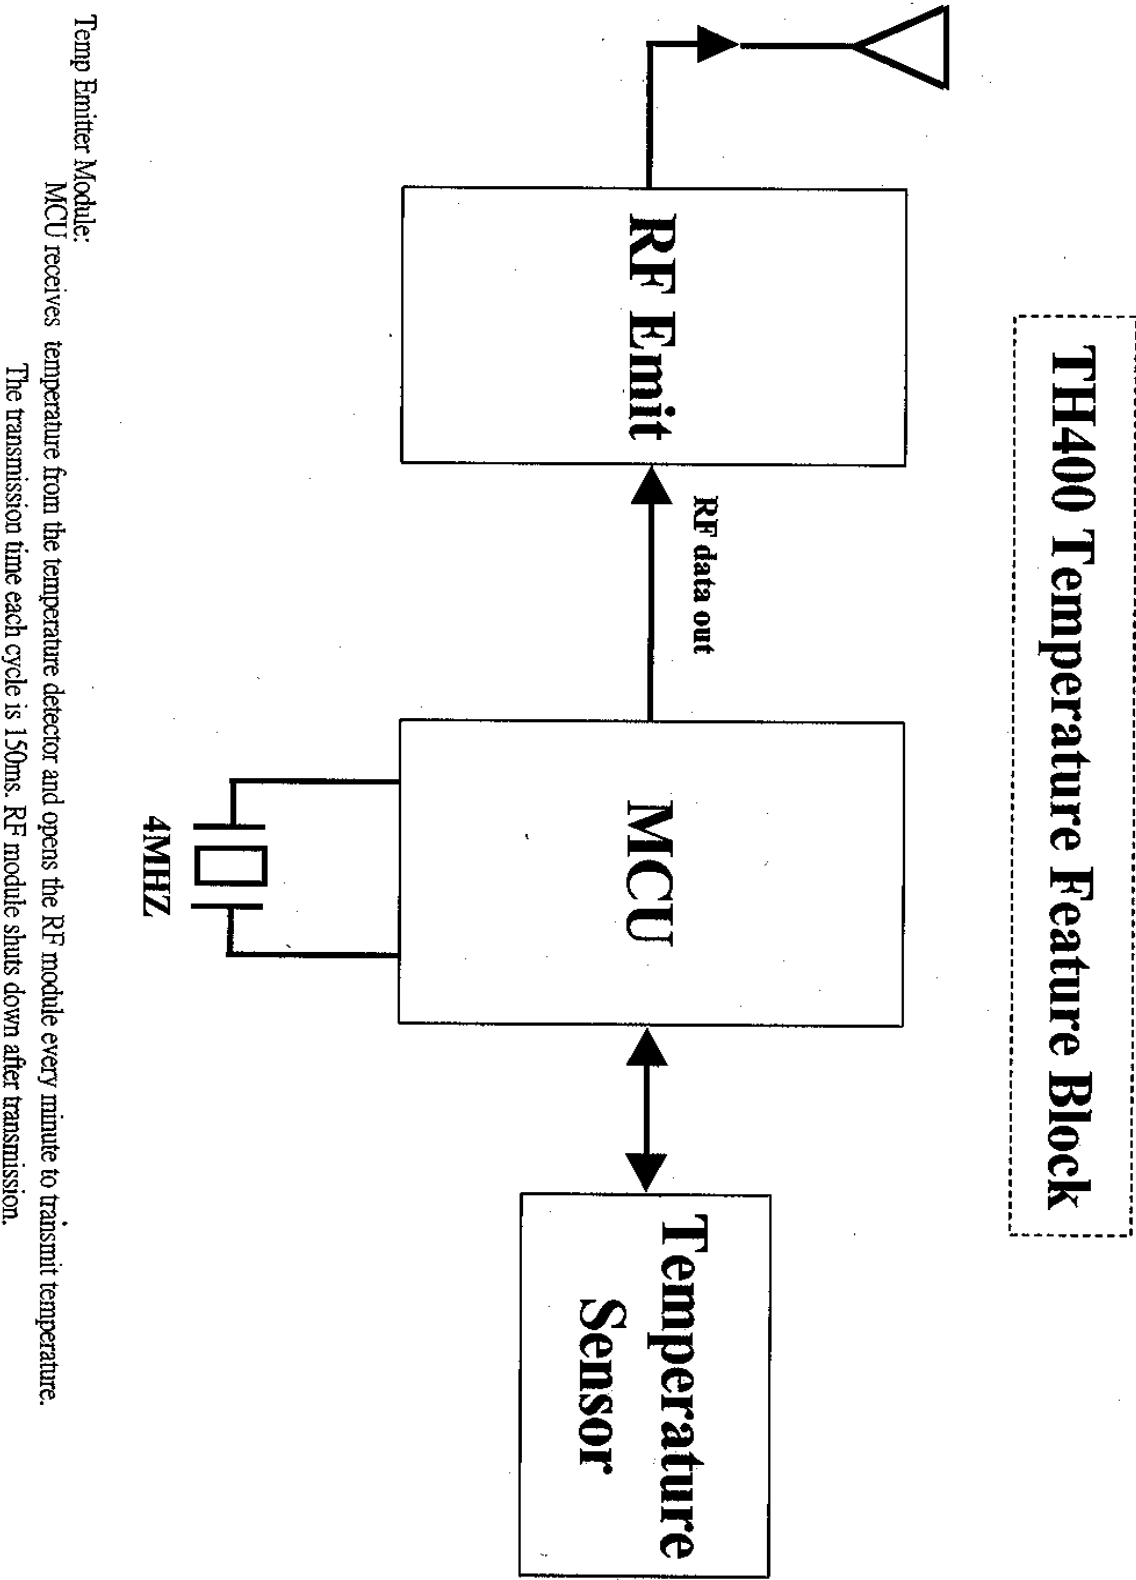 TH400 Temperature Feature Block
RF Emit
RF data out
MCU
Temperature
Sensor
4MHZ
Temp Emitter Module:
MCU receives temperature from the temperature detector and opens the RF module every minute to transmit temperature.
The transmission time each cycle is 150ms. RF module shuts down after transmission.